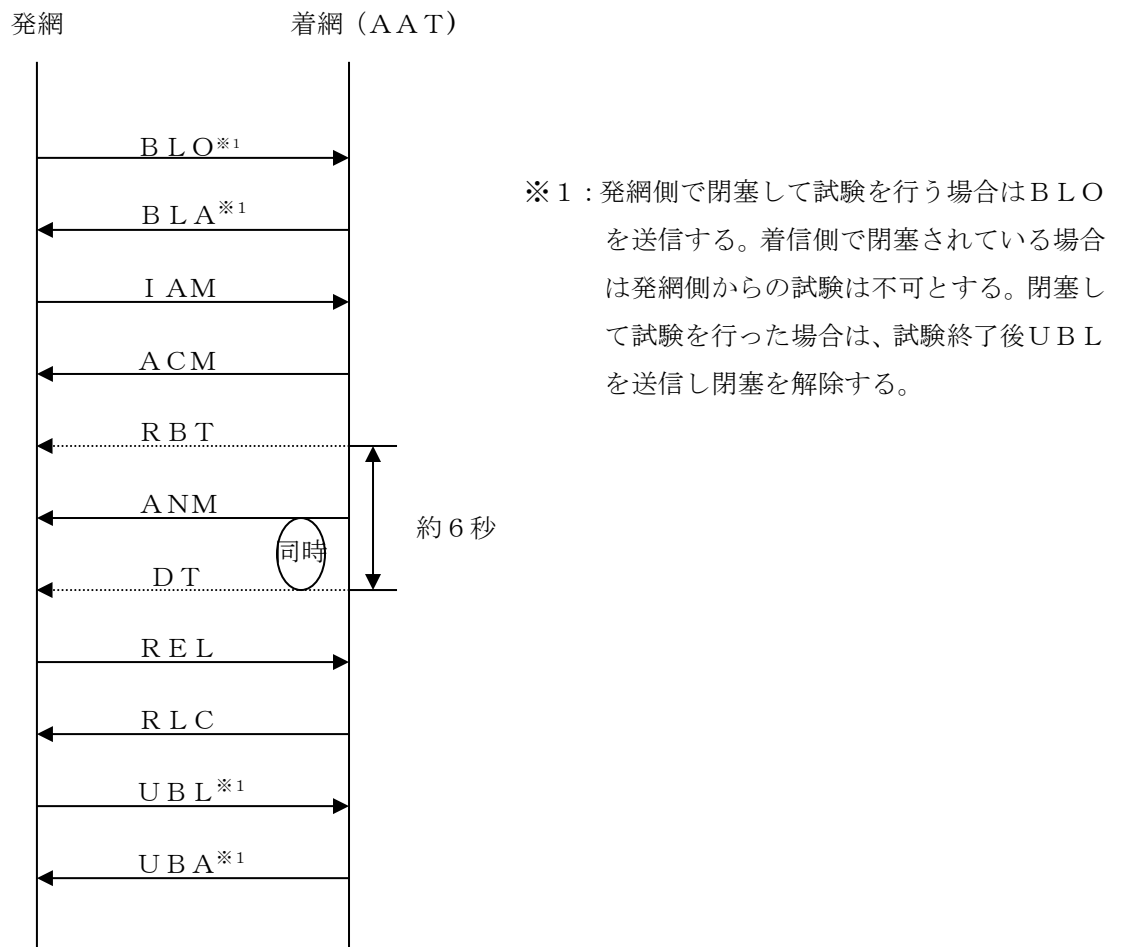 発網
着網（ＡＡＴ）
ＢＬＯ※1
ＢＬＡ※1
ＩＡＭ
ＡＣＭ
ＲＢＴ
ＡＮＭ
同時
約６秒
ＤＴ
ＲＥＬ
ＲＬＣ
ＵＢＬ※1
ＵＢＡ※1
※１：発網側で閉塞して試験を行う場合はＢＬＯ
を送信する。着信側で閉塞されている場合
は発網側からの試験は不可とする。閉塞し
て試験を行った場合は、試験終了後ＵＢＬ
を送信し閉塞を解除する。